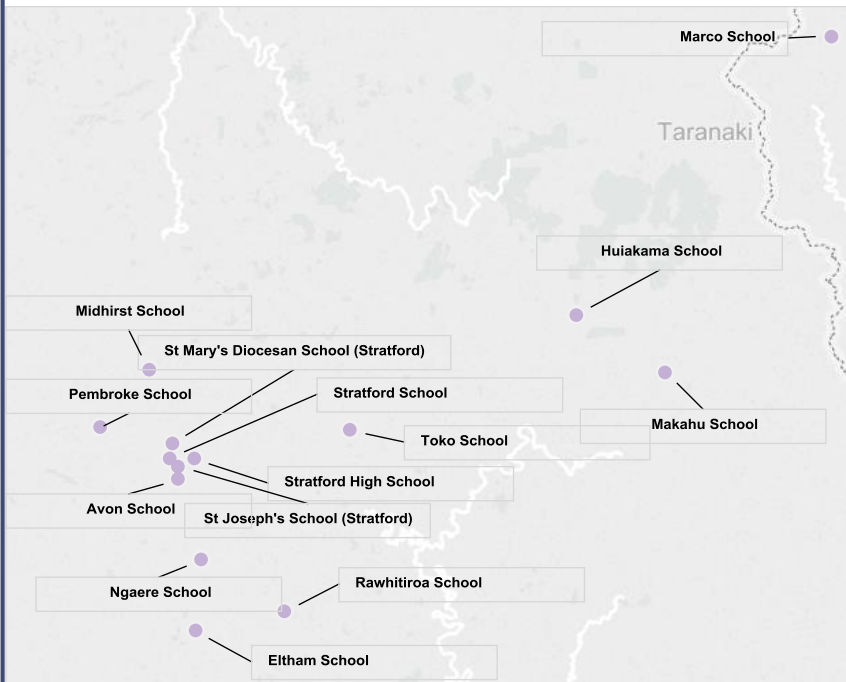 Marco School
Taranaki
Huiakama School
Midhirst School
St Mary's Diocesan School (Stratford)
Pembroke School
Stratford School
Makahu School
Toko School
Stratford High School
Avon School
St Joseph's School (Stratford)
Ngaere School
Rawhitiroa School
Eltham School